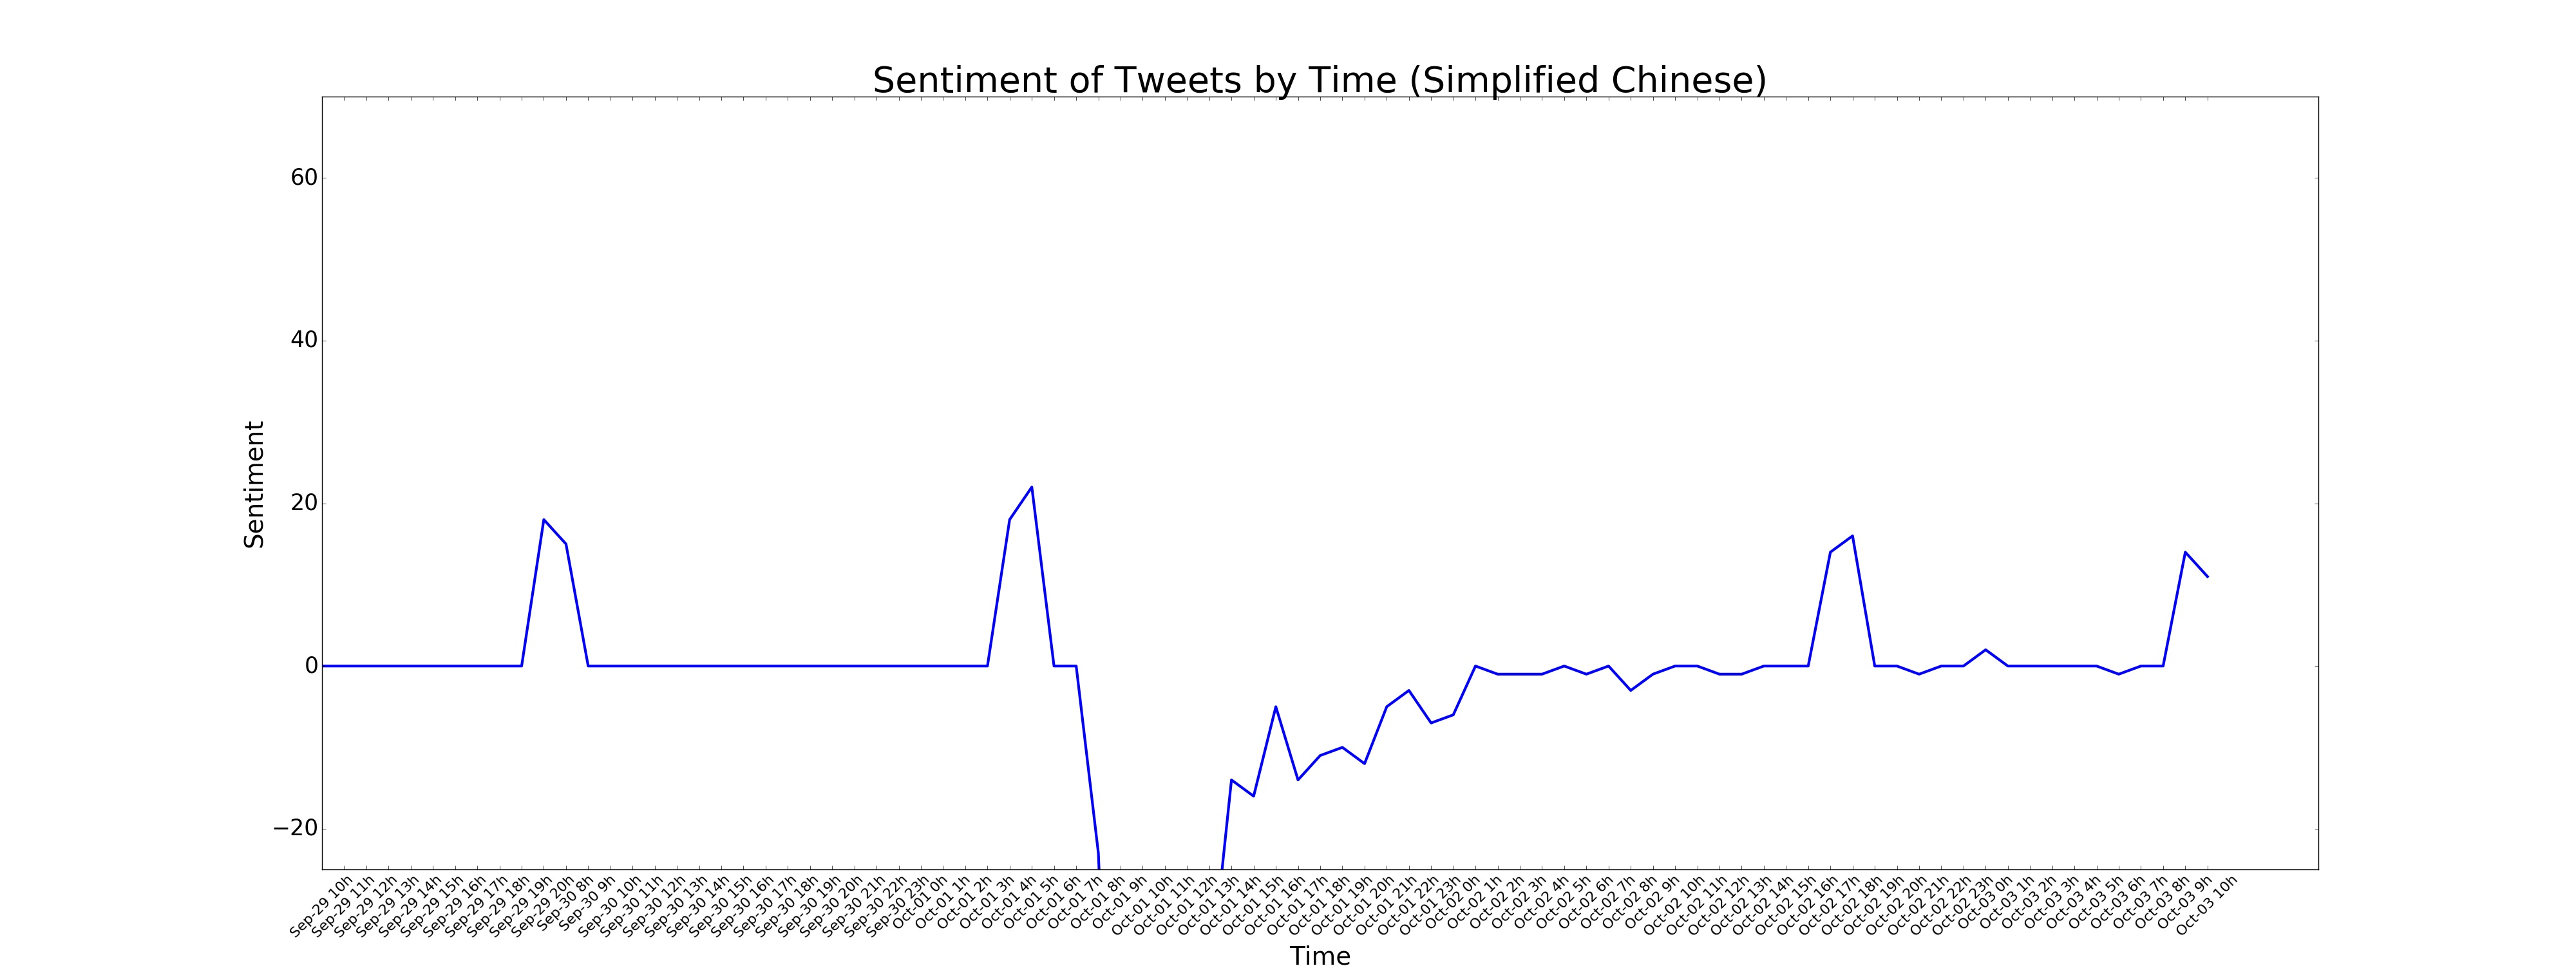 Sentiment of Tweets by Time (Simplified Chinese)
60
40
20
0
−20
Sentiment
Sep-29 10h
Sep-29 11h
Sep-29 12h
Sep-29 13h
Sep-29 14h
Sep-29 15h
Sep-29 16h
Sep-29 17h
Sep-29 18h
Sep-29 19h
Sep-29 20h
Sep-30 8h
Sep-30 9h
Sep-30 10h
Sep-30 11h
Sep-30 12h
Sep-30 13h
Sep-30 14h
Sep-30 15h
Sep-30 16h
Sep-30 17h
Sep-30 18h
Sep-30 19h
Sep-30 20h
Sep-30 21h
Sep-30 22h
Sep-30 23h
Oct-01 0h
Oct-01 1h
Oct-01 2h
Oct-01 3h
Oct-01 4h
Oct-01 5h
Oct-01 6h
Oct-01 7h
Oct-01 8h
Oct-01 9h
Oct-01 10h
Oct-01 11h
Oct-01 12h
Oct-01 13h
Oct-01 14h
Oct-01 15h
Oct-01 16h
Oct-01 17h
Oct-01 18h
Oct-01 19h
Oct-01 20h
Oct-01 21h
Oct-01 22h
Oct-01 23h
Oct-02 0h
Oct-02 1h
Oct-02 2h
Oct-02 3h
Oct-02 4h
Oct-02 5h
Oct-02 6h
Oct-02 7h
Oct-02 8h
Oct-02 9h
Oct-02 10h
Oct-02 11h
Oct-02 12h
Oct-02 13h
Oct-02 14h
Oct-02 15h
Oct-02 16h
Oct-02 17h
Oct-02 18h
Oct-02 19h
Oct-02 20h
Oct-02 21h
Oct-02 22h
Oct-02 23h
Oct-03 0h
Oct-03 1h
Oct-03 2h
Oct-03 3h
Oct-03 4h
Oct-03 5h
Oct-03 6h
Oct-03 7h
Oct-03 8h
Oct-03 9h
Oct-03 10h
Time